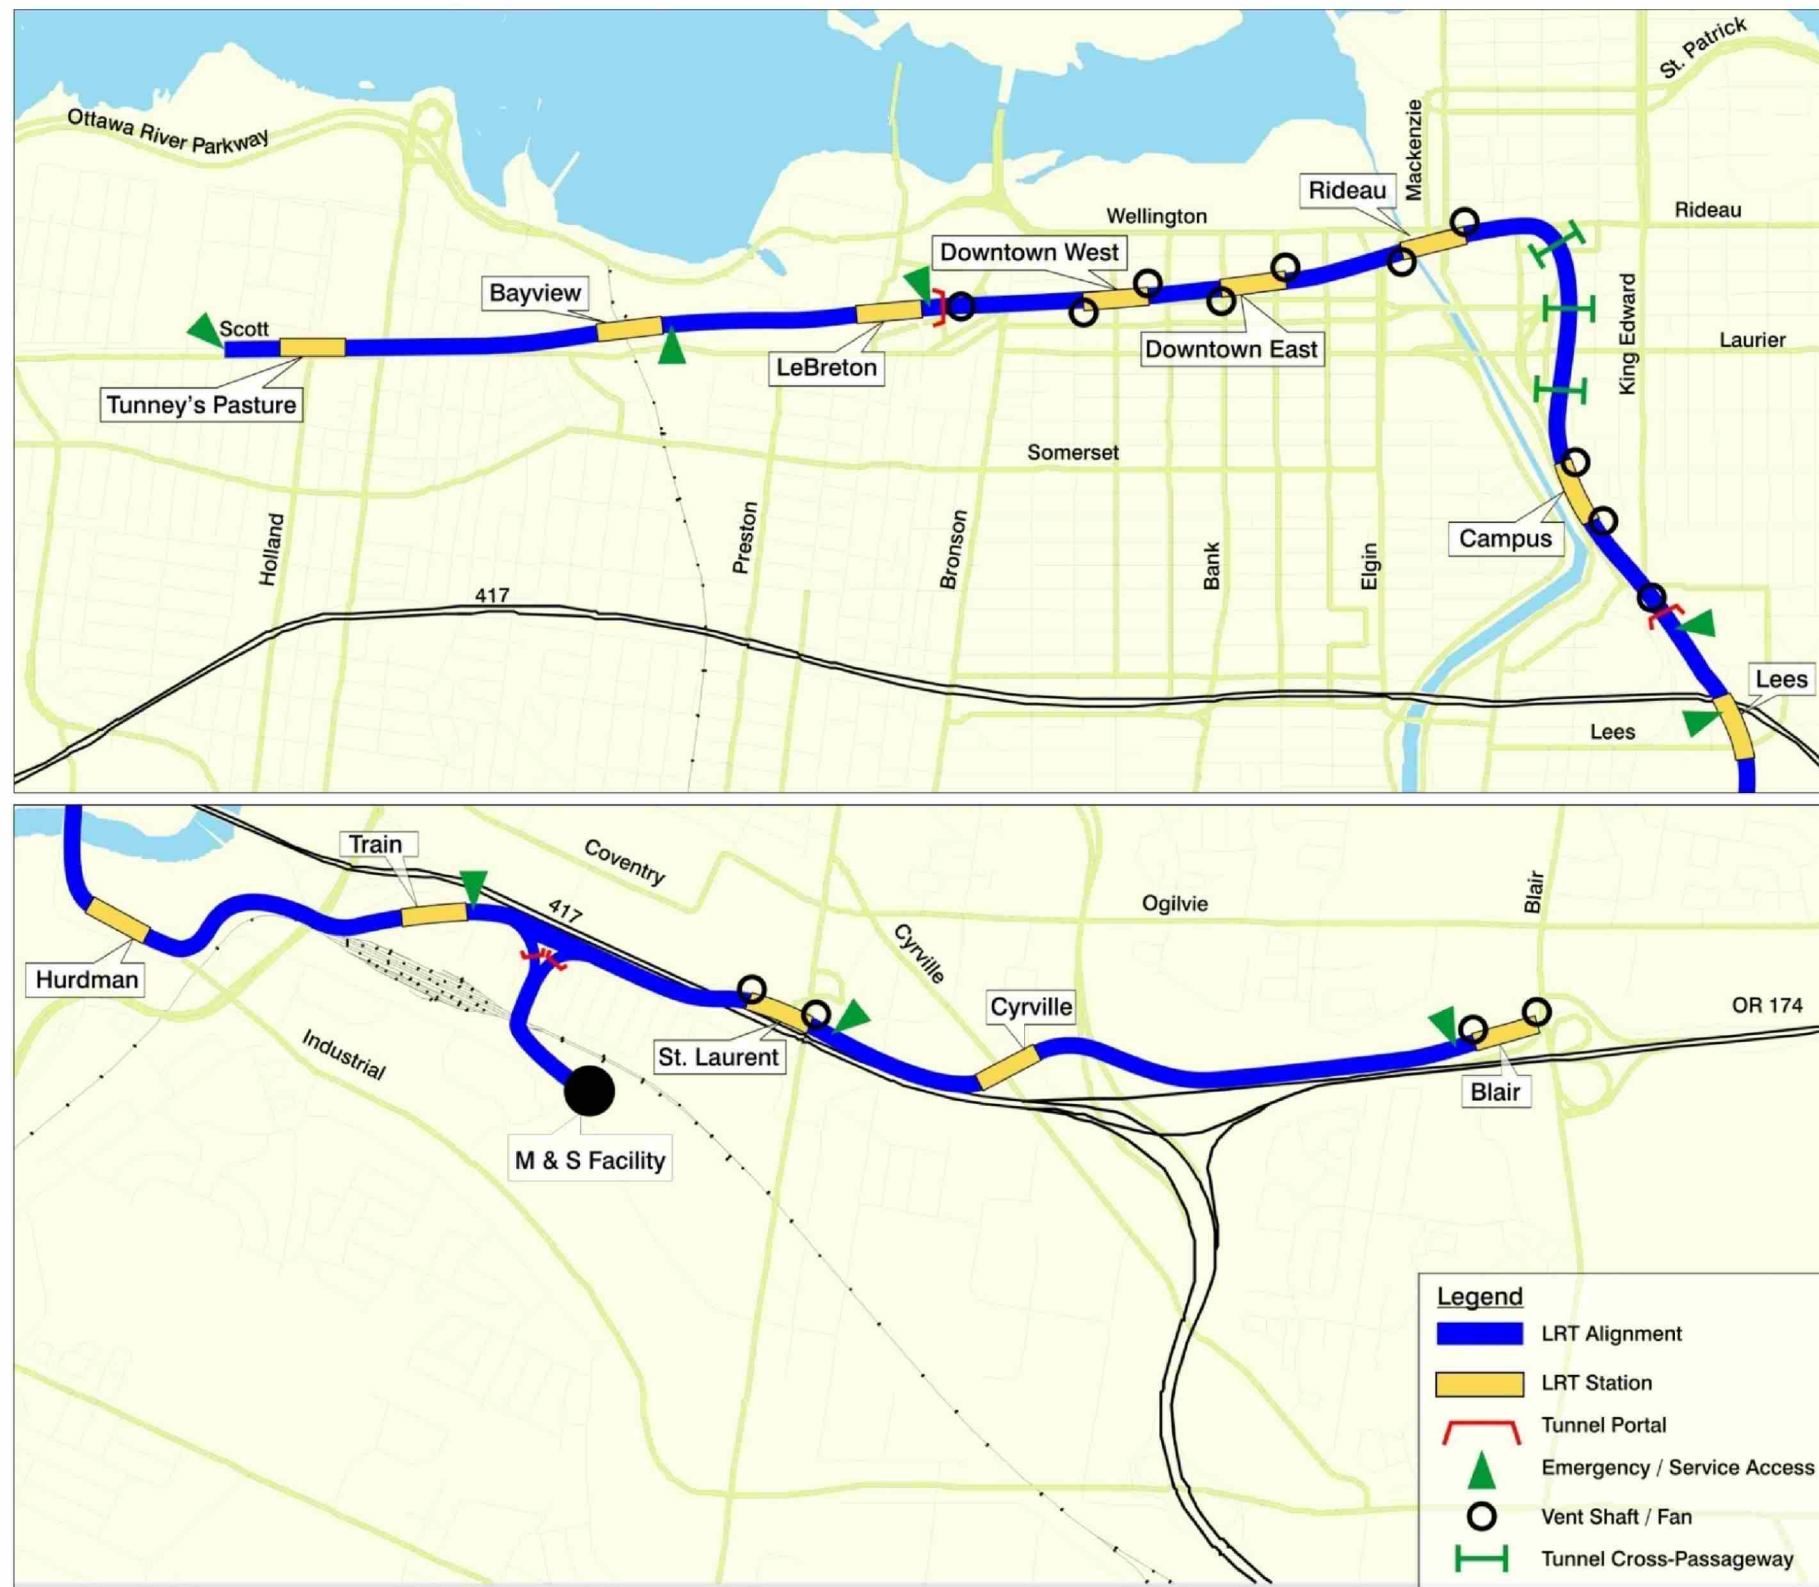 St. Patrick
Ottawa River Parkway
Mackenzie
Rideau
Wellington
Rideau
Downtown West
Bayview
King Edward
Scott
Laurier
Downtown East
LeBreton
Tunney's Pasture
Somerset
Holland
Preston
Bronson
Bank
Elgin
Campus
417
Lees
Lees
Train
Coventry
Blair
Ogilvie
417
Cyrville
Hurdman
Cyrville
OR 174
Industrial
St. Laurent
Blair
M & S Facility
Legend
LRT Alignment
LRT Station
Tunnel Portal
Emergency / Service Access
Vent Shaft / Fan
Tunnel Cross-Passageway